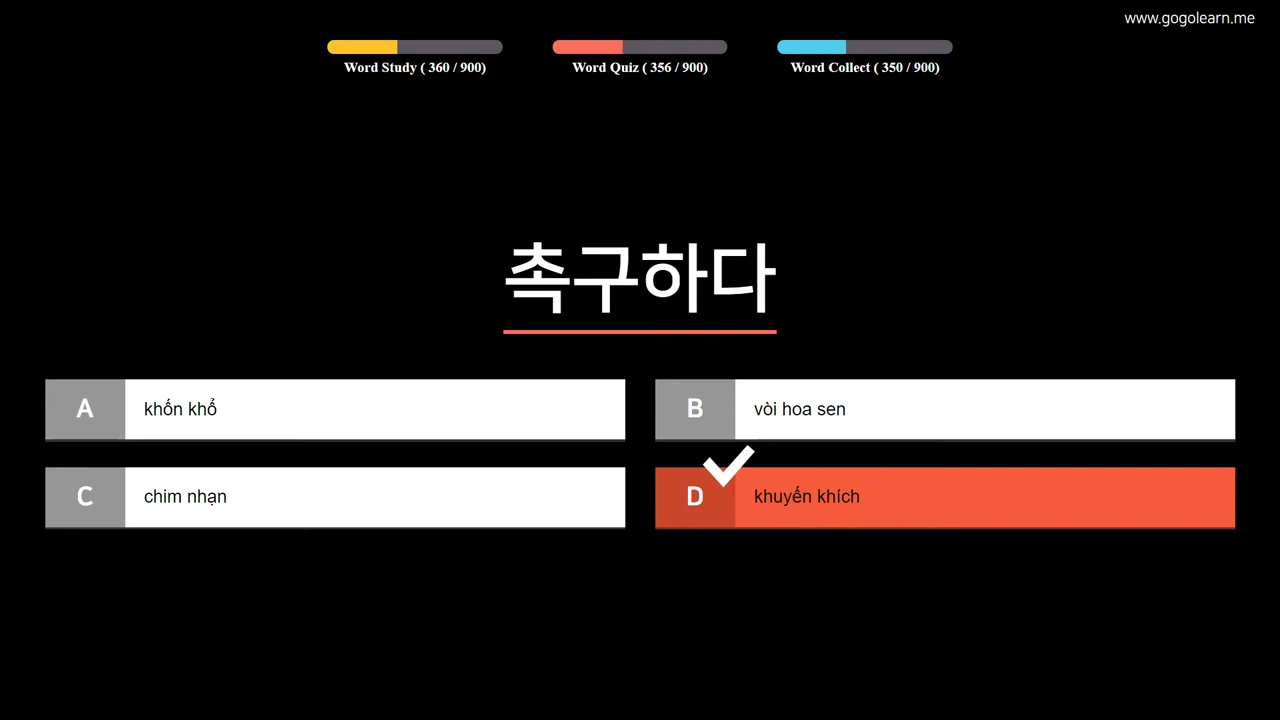 www.gogolearn.me
Word Study ( 360 / 900)
Word Quiz ( 356 / 900)
Word Collect ( 350 / 900)
촉구하다
A khốn khổ
B vòi hoa sen
C chim nhạn
D khuyến khích